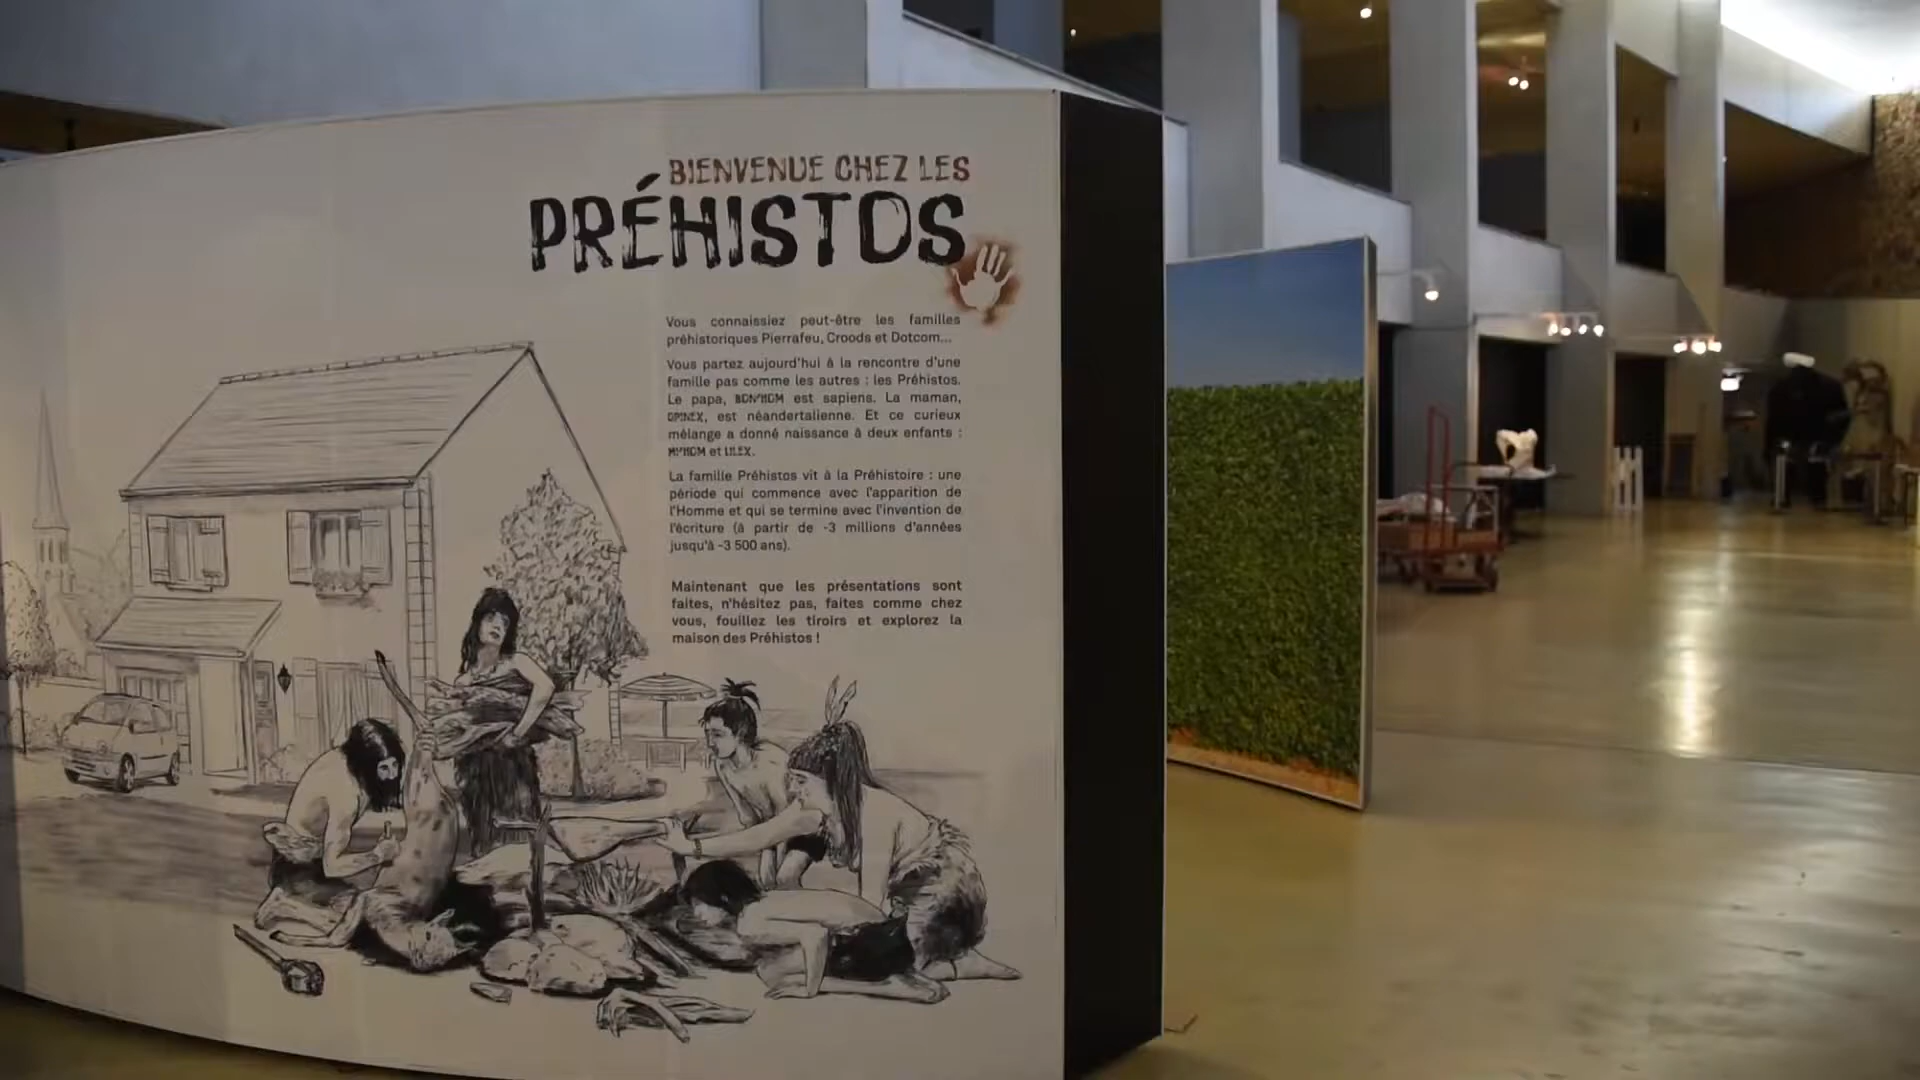 BIENVENUE CHEZ LES
PRÉHISTOS
Vous connaissiez peut-être les familles
préhistoriques Pierrafeu, Croods et Dotcom...
Vous partez aujourd'hui à la rencontre d'une
famille pas comme les autres : les Préhistos.
Le papa, BON'HOM est sapiens. La maman,
OPINEX, est néandertalienne. Et ce curieux
mélange a donné naissance à deux enfants :
et LILEX.
La famille Préhistos vit à la Préhistoire : une
période qui commence avec l'apparition de
l'Homme et qui se termine avec l'invention de
l'écriture (à partir de -3 millions d'années
jusqu'à -3 500 ans).
Maintenant que les présentations sont
faites, n'hésitez pas, faites comme chez
vous, fouillez les tiroirs et explorez la
maison des Préhistos !